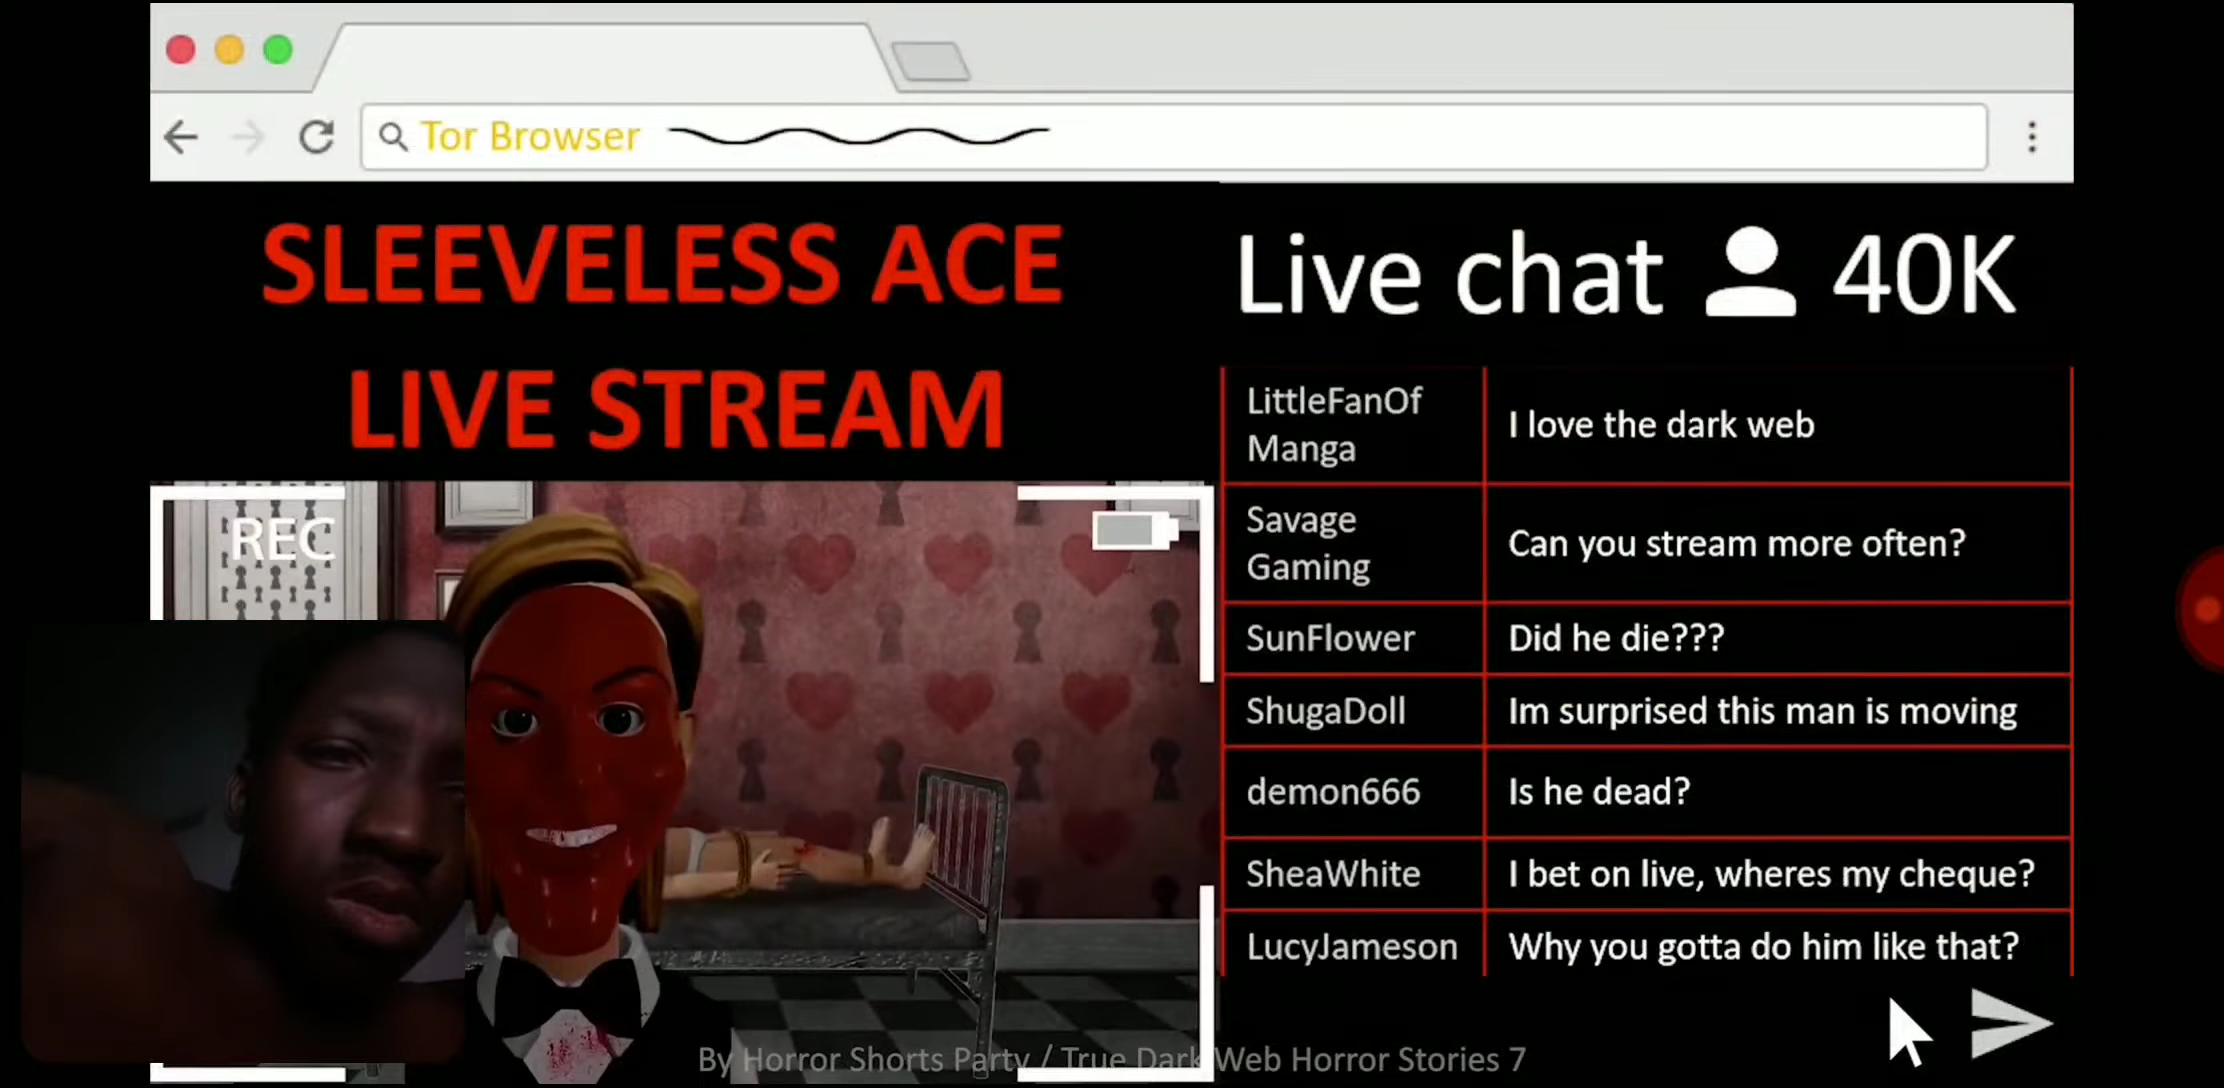 Tor Browser
SLEEVELESS ACE
LIVE STREAM
REC
Live chat 40K
LittleFanOf
Manga
I love the dark web
Savage
Gaming
Can you stream more often?
SunFlower
Did he die???
ShugaDoll
Im surprised this man is moving
demon666
Is he dead?
SheaWhite
I bet on live, wheres my cheque?
LucyJameson
Why you gotta do him like that?
By Horror Shorts Party / True Dark Web Horror Stories 7